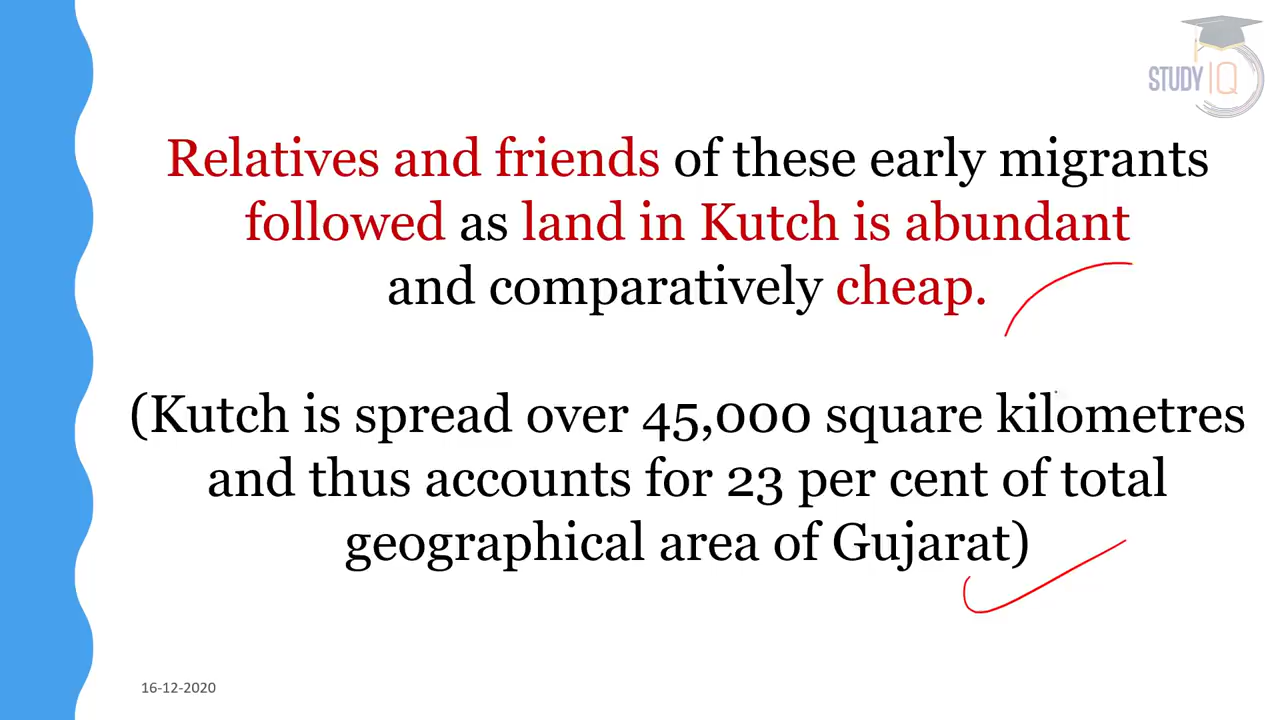 STUDY IQ
Relatives and friends of these early migrants
followed as land in Kutch is abundant
and comparatively cheap.
(Kutch is spread over 45,000 square kilometres
and thus accounts for 23 per cent of total
geographical area of Gujarat)
16-12-2020